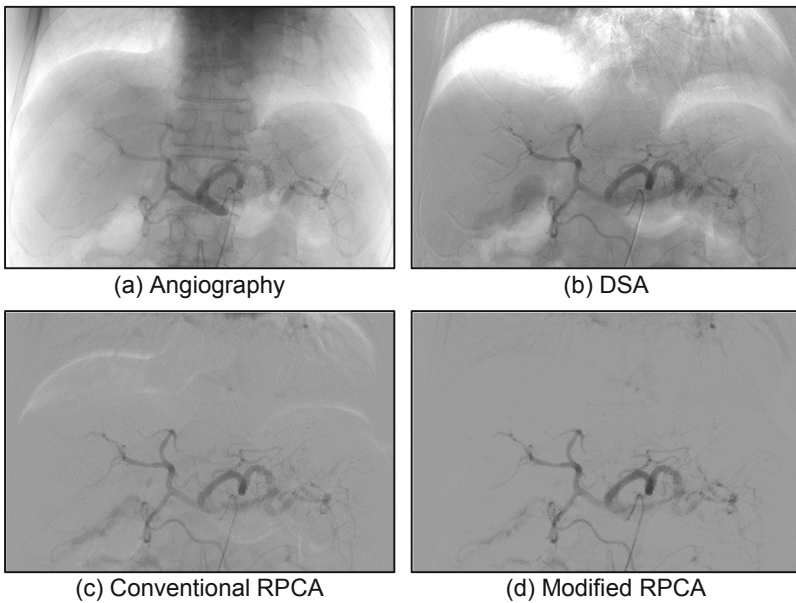 (a) Angiography
(b) DSA
(c) Conventional RPCA
(d) Modified RPCA